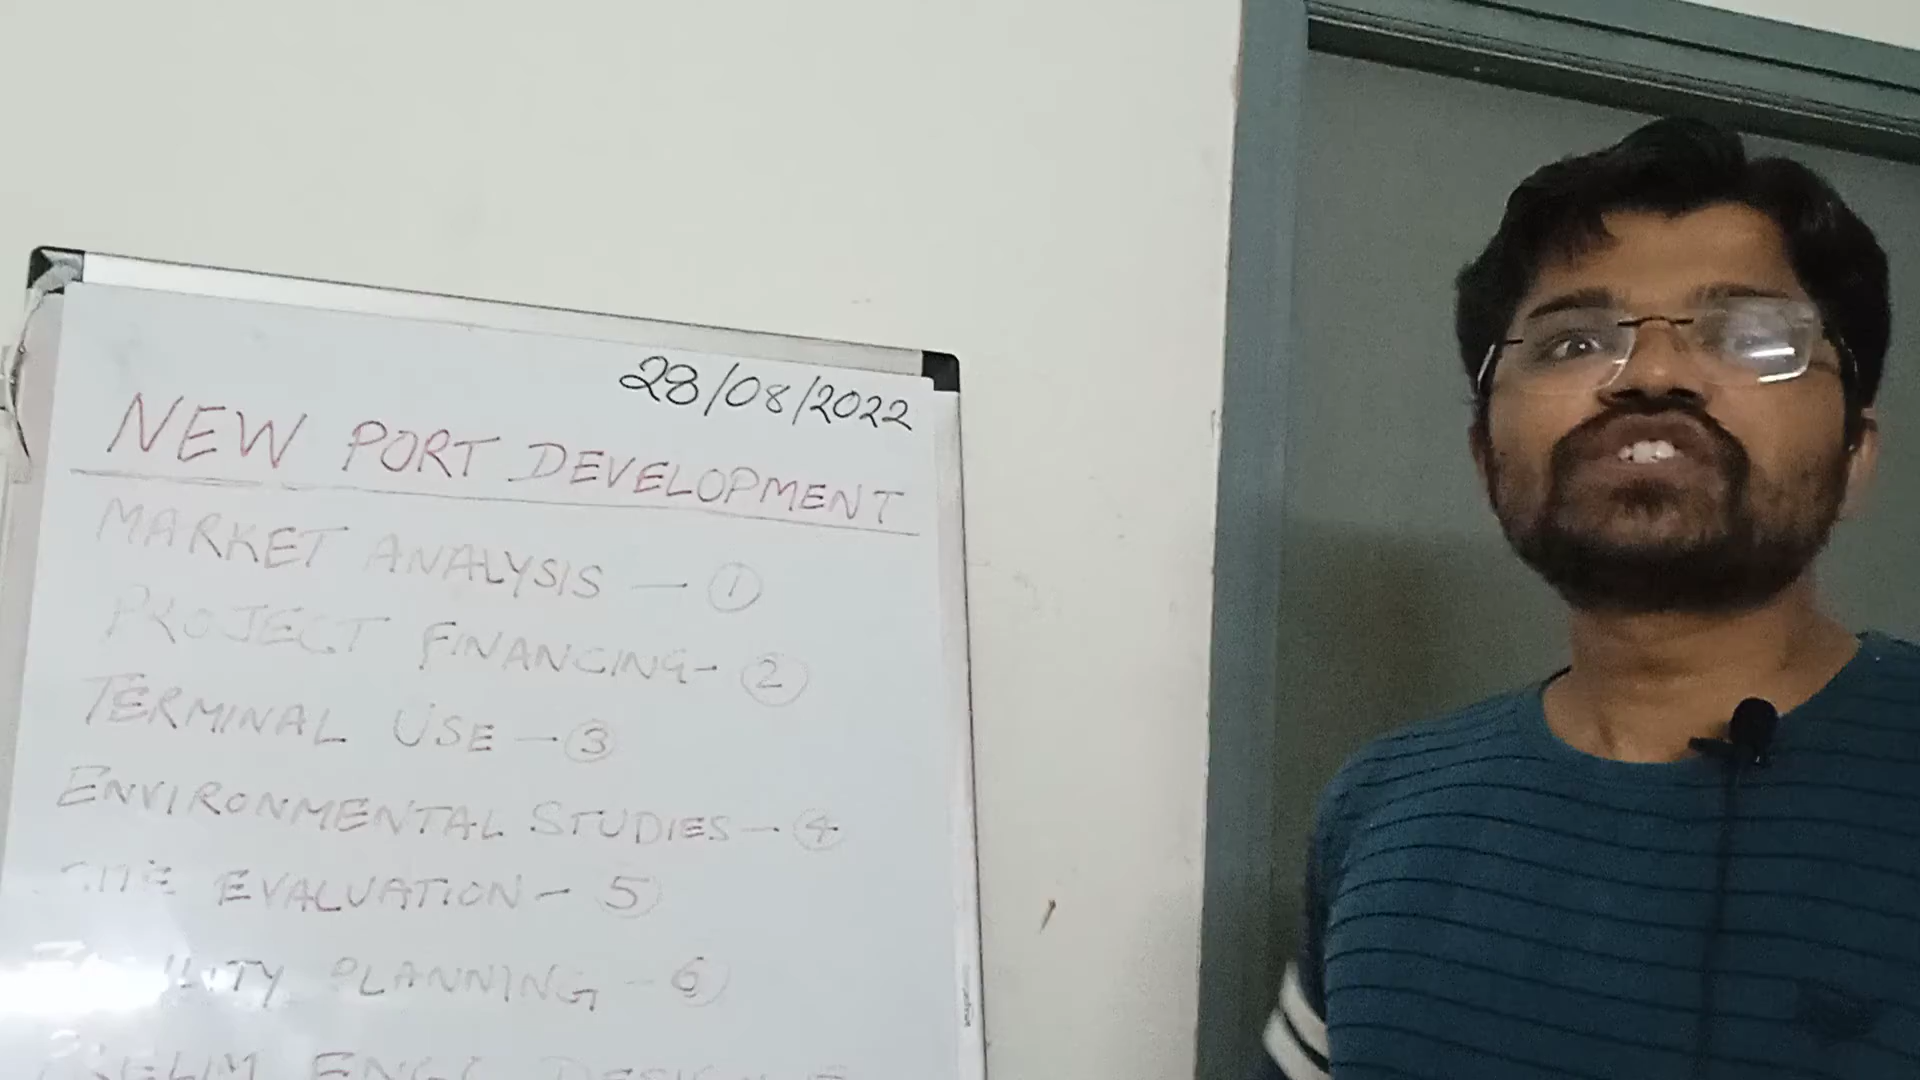 28/08/2022
NEW PORT DEVELOPMENT
MARKET ANALYSIS — ①
PROJECT FINANCING - ②
TERMINAL USE — ③
ENVIRONMENTAL STUDIES — ④
EVALUATION - ⑤
PLANNING - ⑥